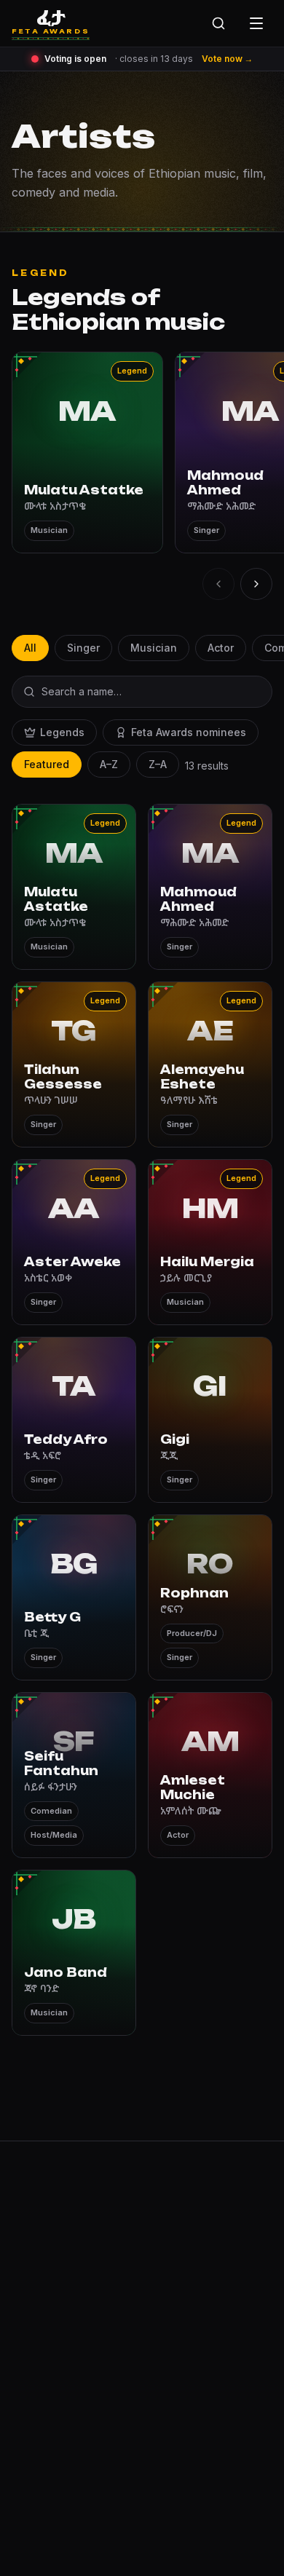 ፈታ
FETA AWARDS
Voting is open · closes in 13 days Vote now →
Artists
The faces and voices of Ethiopian music, film,
comedy and media.
LEGEND
Legends of
Ethiopian music
Legend
MA
Mulatu Astatke
ሙላቱ አስታጥቄ
Musician
MA
Mahmoud
Ahmed
ማሕሙድ አሕመድ
Singer
All Singer Musician Actor
Search a name...
Legends Feta Awards nominees
Featured A–Z Z–A 13 results
Legend
MA
Mulatu
Astatke
ሙላቱ አስታጥቄ
Musician
Legend
MA
Mahmoud
Ahmed
ማሕሙድ አሕመድ
Singer
Legend
TG
Tilahun
Gessesse
ጥላሁን ገሠሠ
Singer
Legend
AE
Alemayehu
Eshete
ዓለማየሁ እሸቴ
Singer
Legend
AA
Aster Aweke
አስቴር አወቀ
Singer
Legend
HM
Hailu Mergia
ኃይሉ መርጊያ
Musician
TA
Teddy Afro
ቴዲ አፍሮ
Singer
GI
Gigi
ጂጂ
Singer
BG
Betty G
ቤቲ ጂ
Singer
RO
Rophnan
ሮፍናን
Producer/DJ
Singer
SF
Seifu
Fantahun
ሰይፉ ፋንታሁን
Comedian
Host/Media
AM
Amleset
Muchie
አምለሰት ሙጬ
Actor
JB
Jano Band
ጃኖ ባንድ
Musician